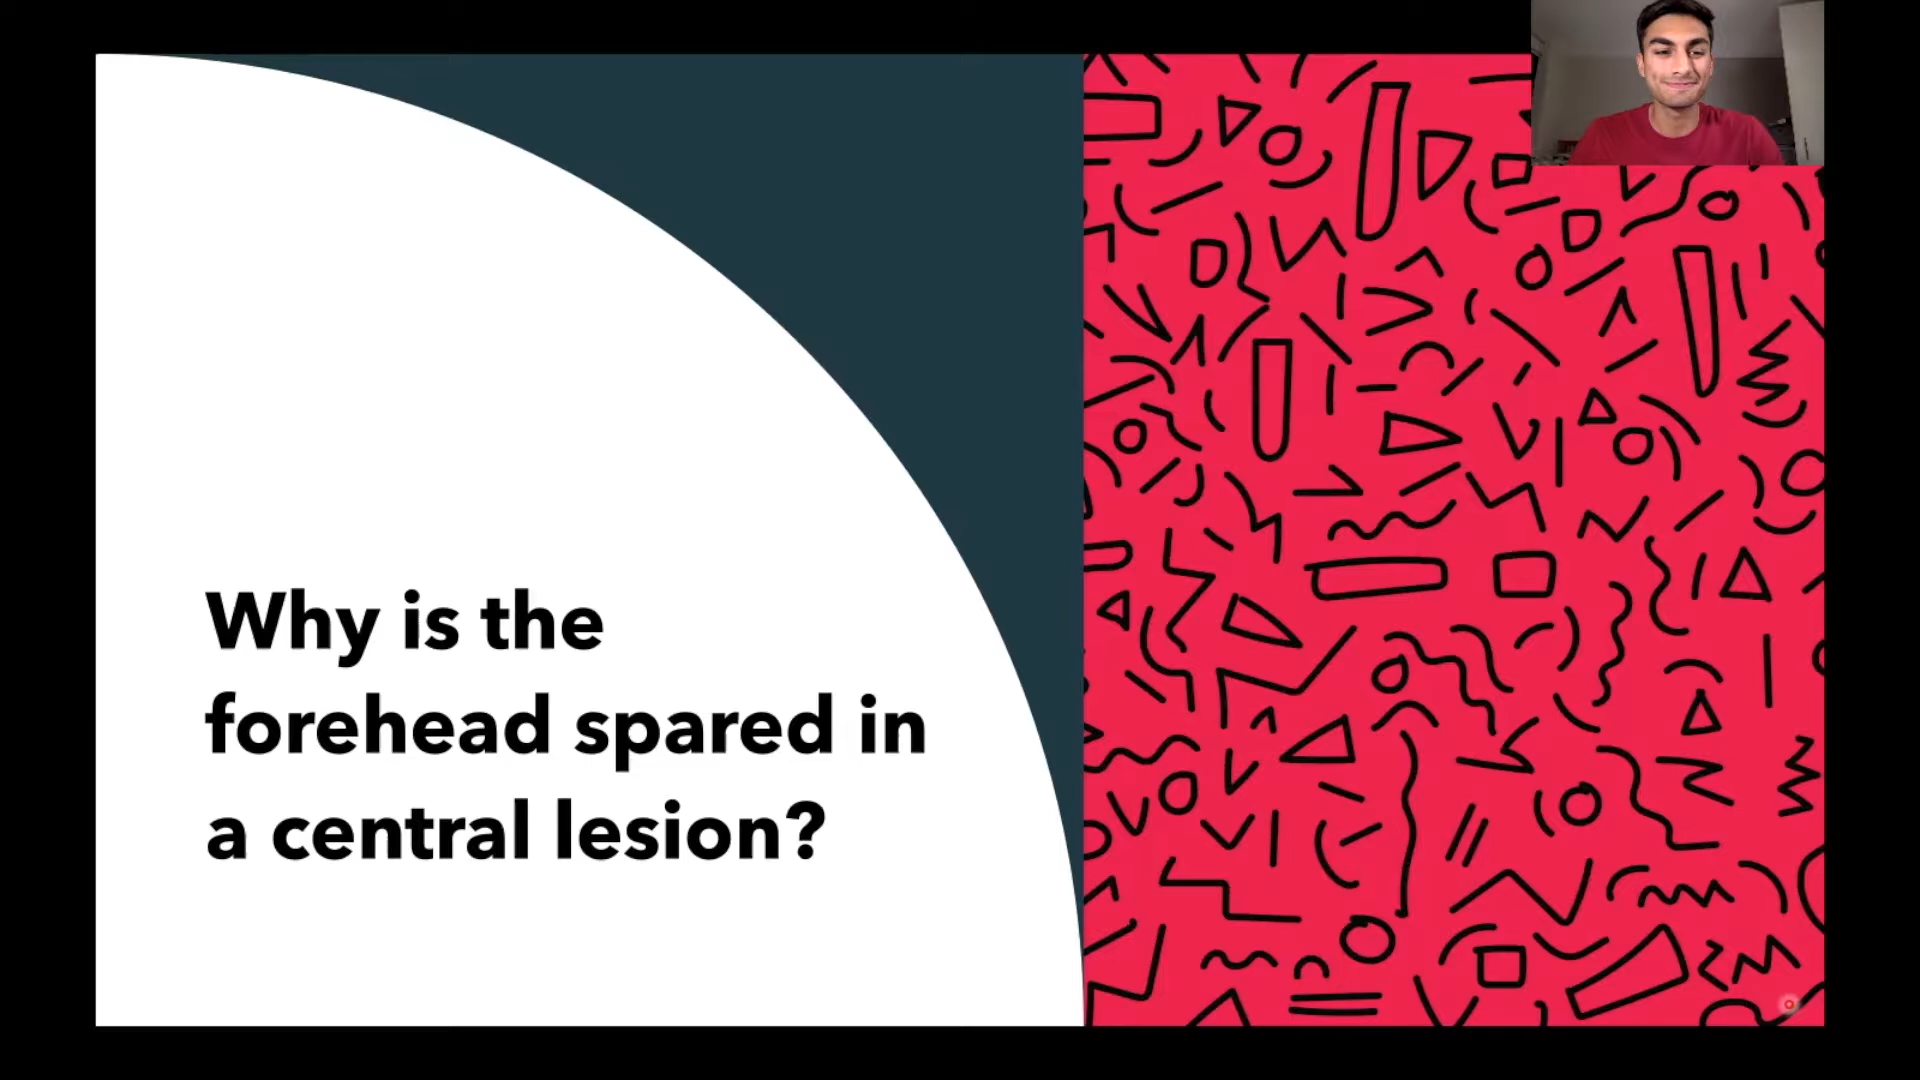 Why is the
forehead spared in
a central lesion?